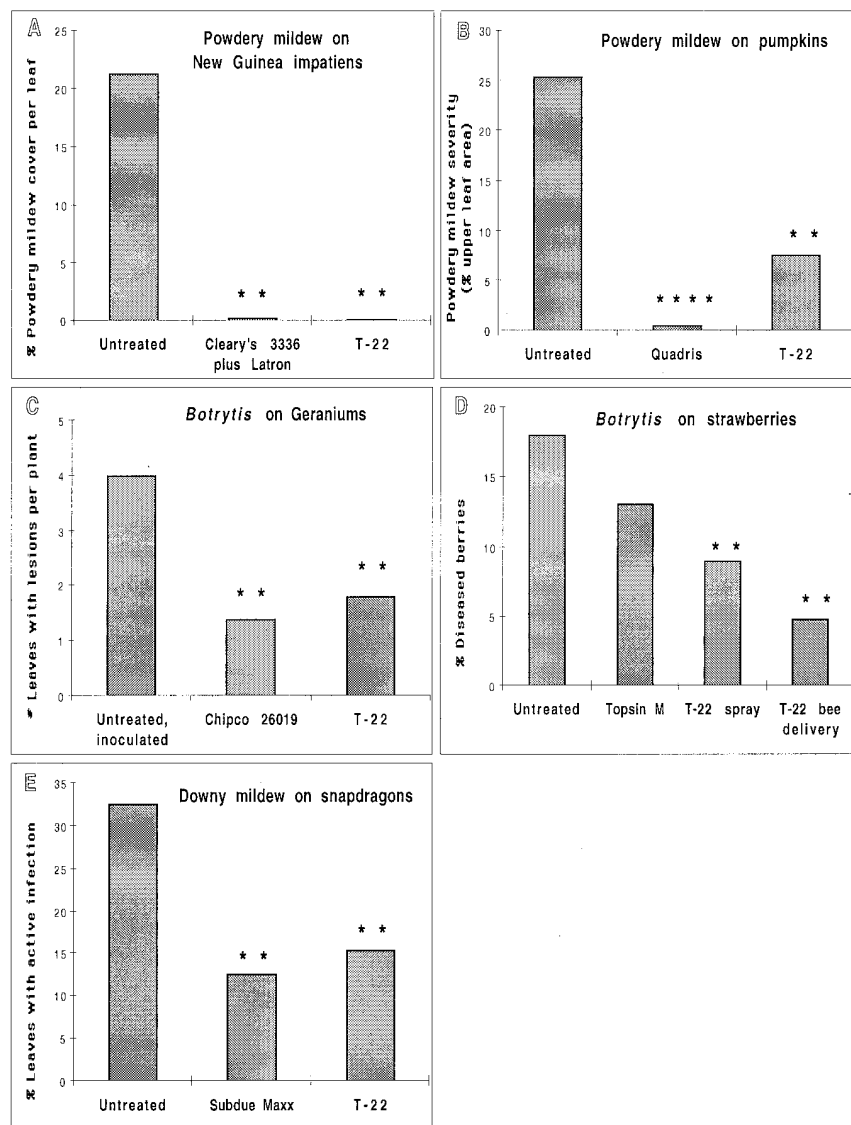 A
Powdery mildew on
New Guinea impatiens
% Powdery mildew cover per leaf
25
20
15
10
5
0
* *
* *
Untreated
Cleary's 3336
plus Latron
T-22
B
Powdery mildew on pumpkins
Powdery mildew severity
(% upper leaf area)
30
25
20
15
10
5
0
* * * *
* *
Untreated
Quadris
T-22
C
Botrytis on Geraniums
# Leaves with lesions per plant
5
4
3
2
1
0
* *
* *
Untreated,
inoculated
Chipco 26019
T-22
D
Botrytis on strawberries
% Diseased berries
20
15
10
5
0
* *
* *
Untreated
Topsin M
T-22 spray
T-22 bee
delivery
E
Downy mildew on snapdragons
% Leaves with active infection
35
30
25
20
15
10
5
0
* *
* *
Untreated
Subdue Maxx
T-22